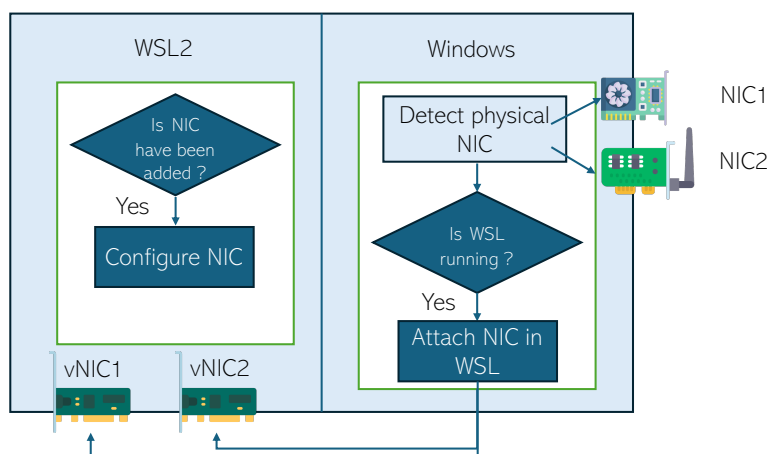 WSL2
Is NIC
have been
added ?
Yes
Configure NIC
vNIC1
vNIC2
Windows
Detect physical
NIC
Is WSL
running ?
Yes
Attach NIC in
WSL
NIC1
NIC2